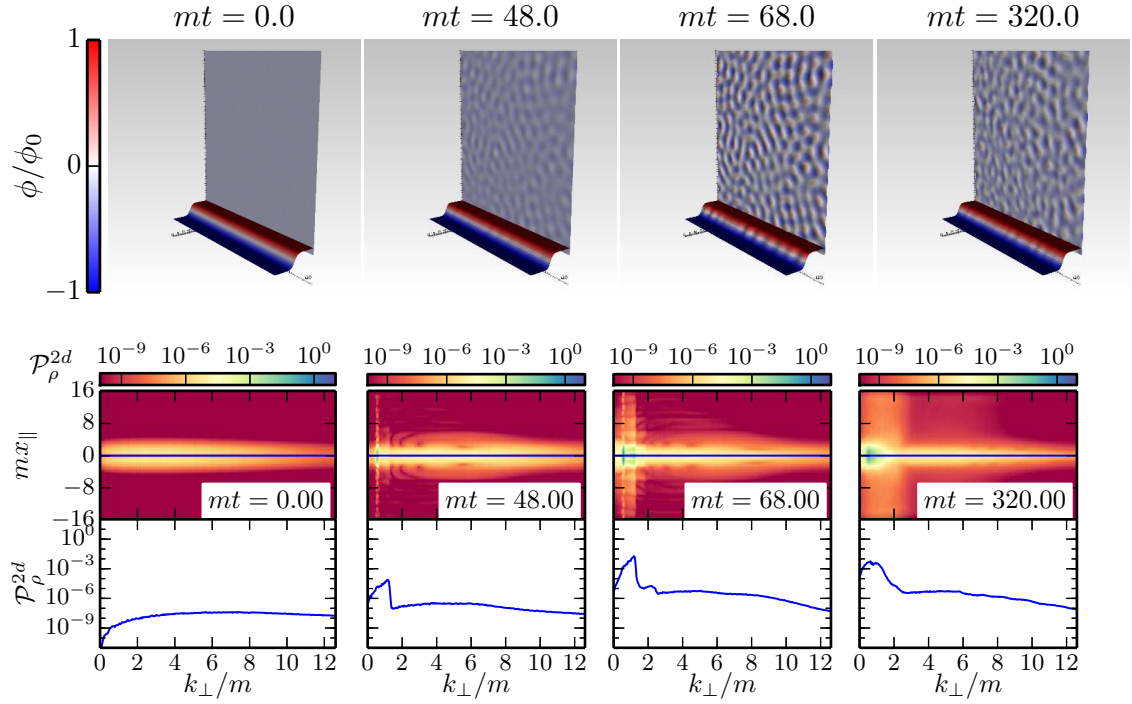 mt = 0.0 mt = 48.0 mt = 68.0 mt = 320.0
1
0
−1
ϕ/ϕ₀
𝒫ρ²ᵈ 10⁻⁹ 10⁻⁶ 10⁻³ 10⁰ 10⁻⁹ 10⁻⁶ 10⁻³ 10⁰ 10⁻⁹ 10⁻⁶ 10⁻³ 10⁰ 10⁻⁹ 10⁻⁶ 10⁻³ 10⁰
16
8
0
−8
−16
mx∥
mt = 0.00 mt = 48.00 mt = 68.00 mt = 320.00
10⁰
10⁻³
10⁻⁶
10⁻⁹
𝒫ρ²ᵈ
0 2 4 6 8 10 12 0 2 4 6 8 10 12 0 2 4 6 8 10 12 0 2 4 6 8 10 12
k⊥/m k⊥/m k⊥/m k⊥/m